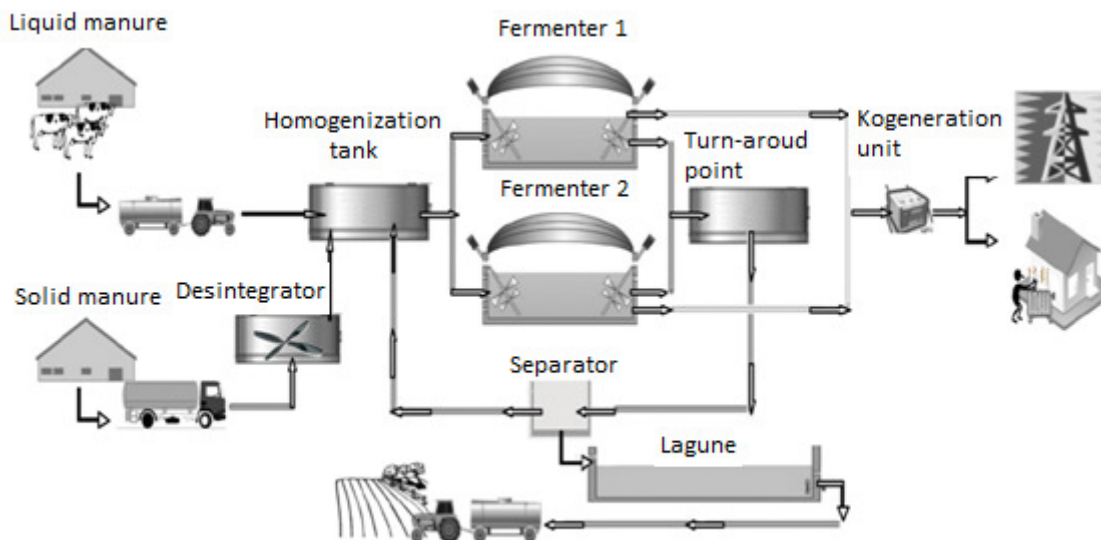 Liquid manure
Fermenter 1
Homogenization
tank
Kogeneration
unit
Turn-aroud
point
Fermenter 2
Solid manure
Desintegrator
Separator
Lagune